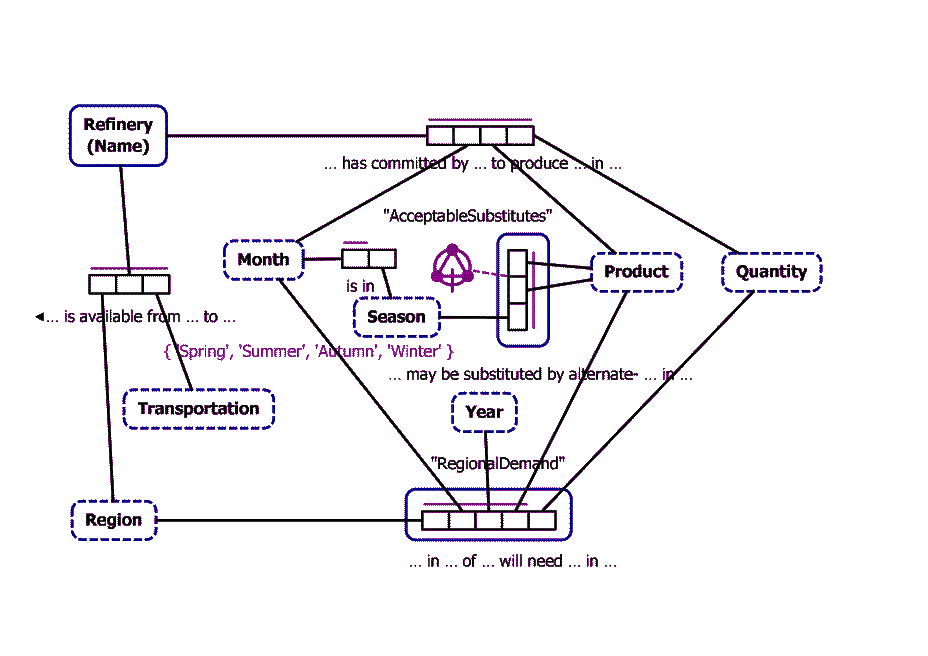 Refinery
(Name)
... has committed by ... to produce ... in ...
"AcceptableSubstitutes"
Month
Product
Quantity
is in
Season
◄... is available from ... to ...
{ 'Spring', 'Summer', 'Autumn', 'Winter' }
... may be substituted by alternate- ... in ...
Transportation
Year
"RegionalDemand"
Region
... in ... of ... will need ... in ...